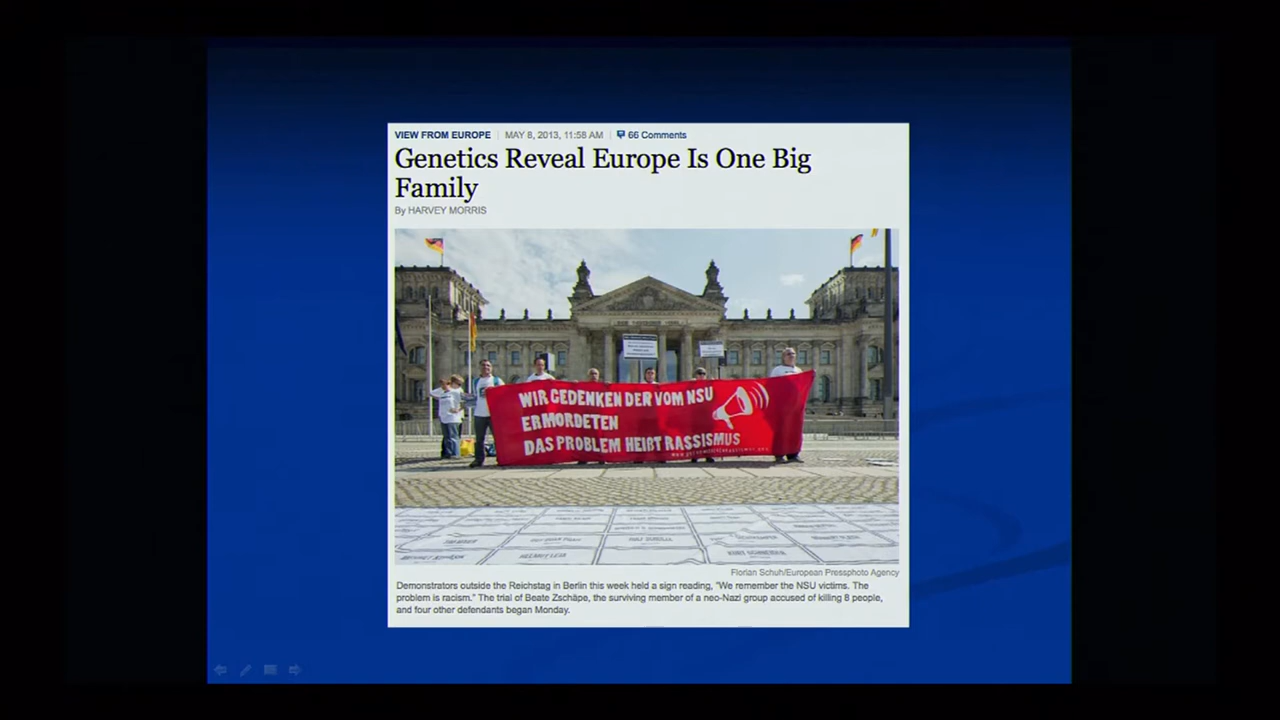 VIEW FROM EUROPE | MAY 8, 2013, 11:58 AM | 66 Comments
Genetics Reveal Europe Is One Big
Family
By HARVEY MORRIS
WIR GEDENKEN DER VOM NSU
ERMORDETEN
DAS PROBLEM HEIßT RASSISMUS
Florian Schuh/European Pressphoto Agency
Demonstrators outside the Reichstag in Berlin this week held a sign reading, "We remember the NSU victims. The
problem is racism." The trial of Beate Zschäpe, the surviving member of a neo-Nazi group accused of killing 8 people,
and four other defendants began Monday.